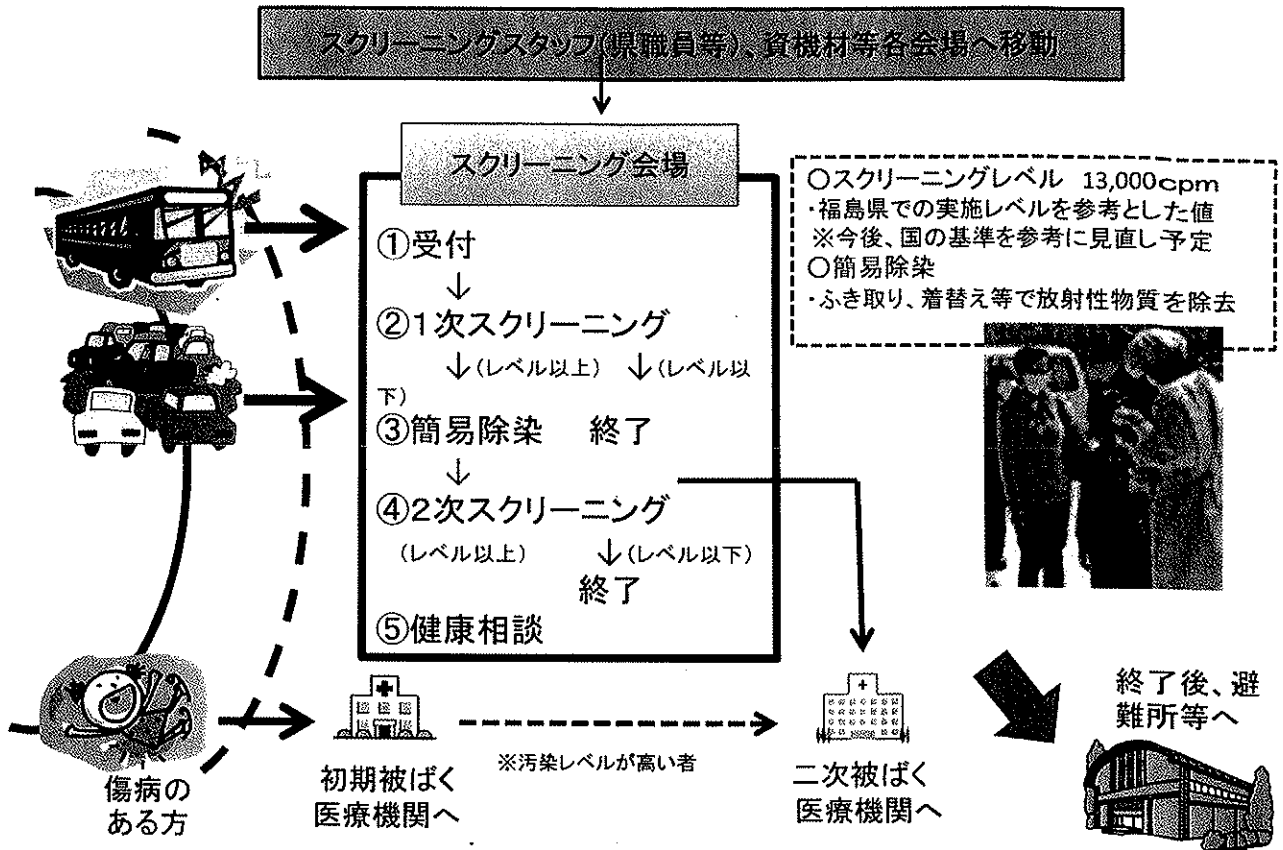 スクリーニングスタッフ(県職員等)、資機材等各会場へ移動
スクリーニング会場
①受付
↓
②1次スクリーニング
↓(レベル以上) ↓(レベル以
下)
③簡易除染 終了
↓
④2次スクリーニング
(レベル以上) ↓(レベル以下)
終了
⑤健康相談
○スクリーニングレベル 13,000cpm
・福島県での実施レベルを参考とした値
※今後、国の基準を参考に見直し予定
○簡易除染
・ふき取り、着替え等で放射性物質を除去
傷病の
ある方
初期被ばく
医療機関へ
※汚染レベルが高い者
二次被ばく
医療機関へ
終了後、避
難所等へ